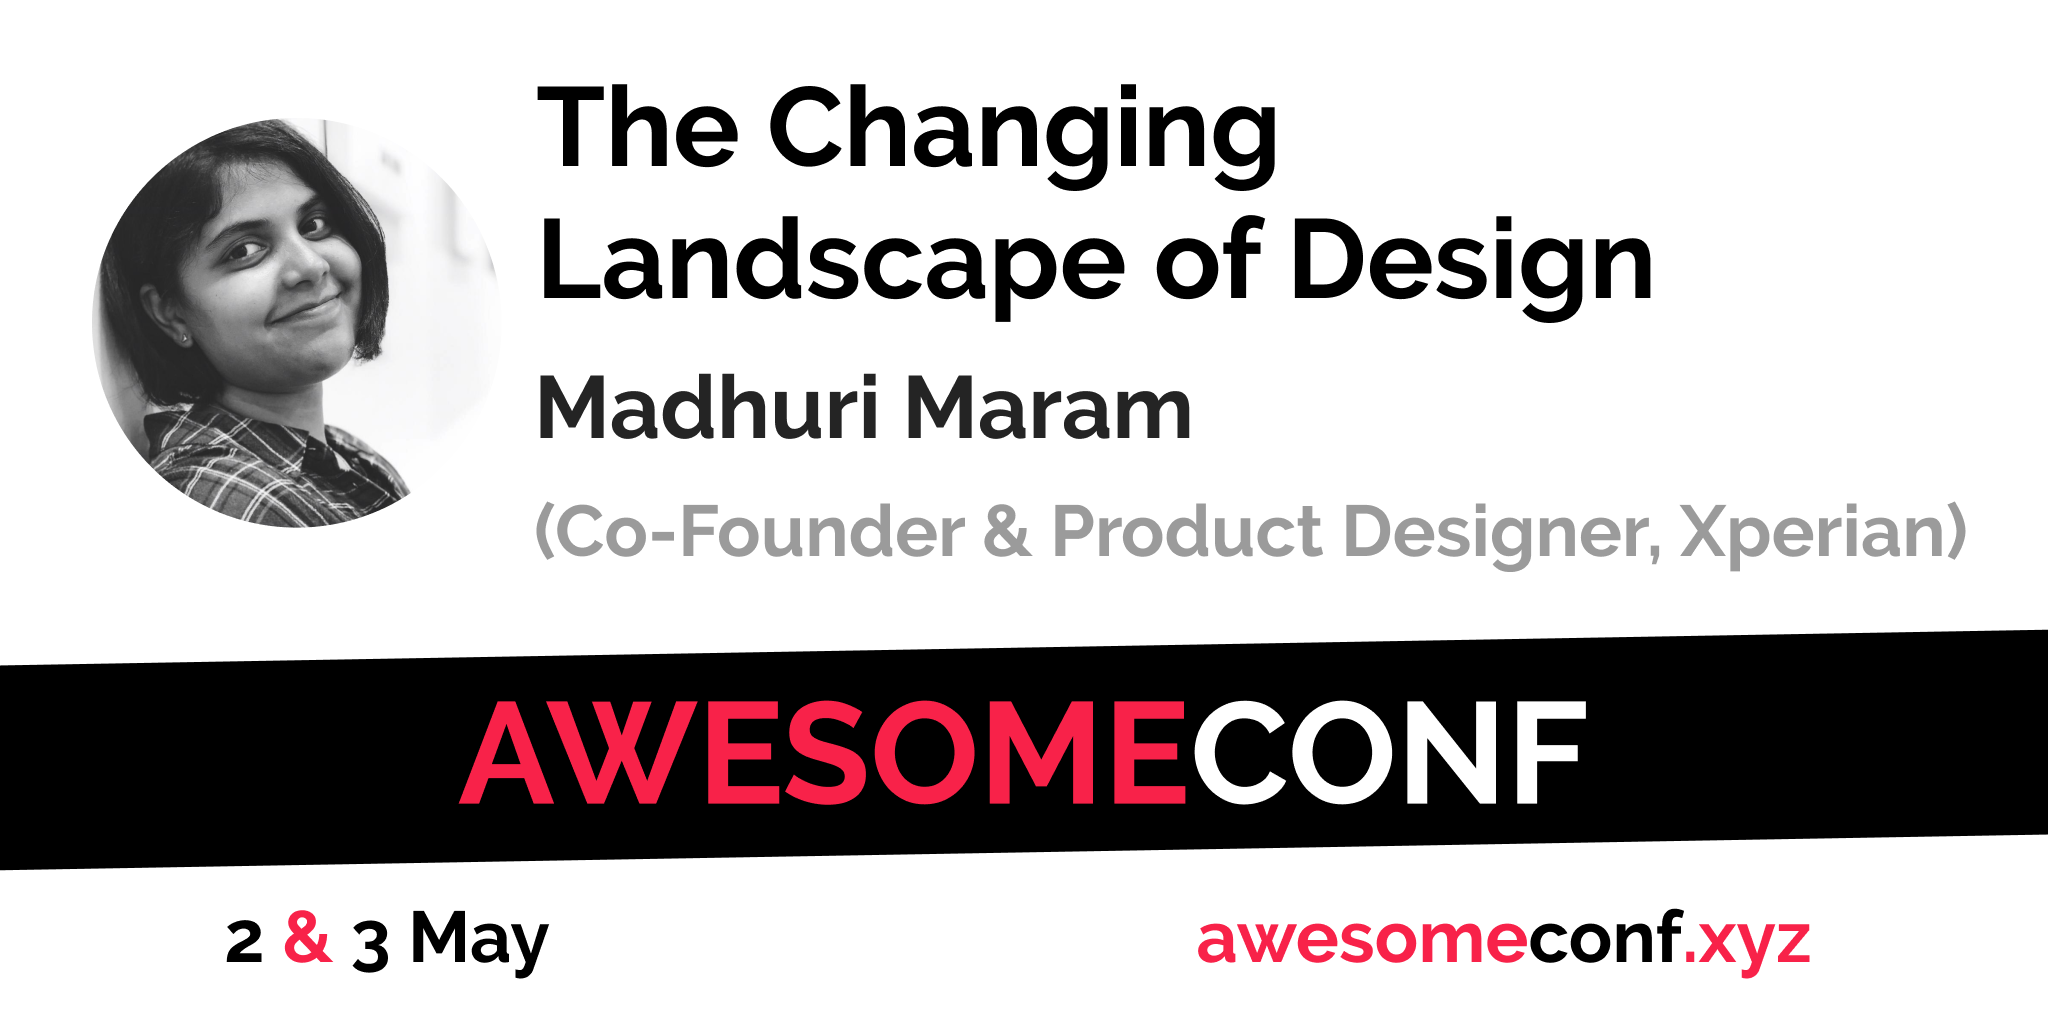 The Changing
Landscape of Design
Madhuri Maram
(Co-Founder & Product Designer, Xperian)
AWESOMECONF
2 & 3 May
awesomeconf.xyz